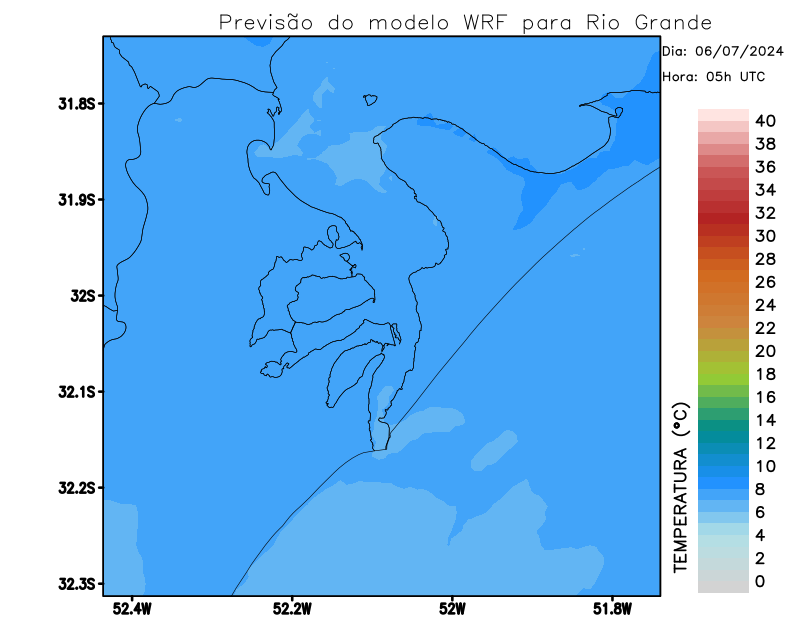 Previsão do modelo WRF para Rio Grande
Dia: 06/07/2024
Hora: 05h UTC
31.8S
31.9S
32S
32.1S
32.2S
32.3S
52.4W
52.2W
52W
51.8W
TEMPERATURA (°C)
40
38
36
34
32
30
28
26
24
22
20
18
16
14
12
10
8
6
4
2
0